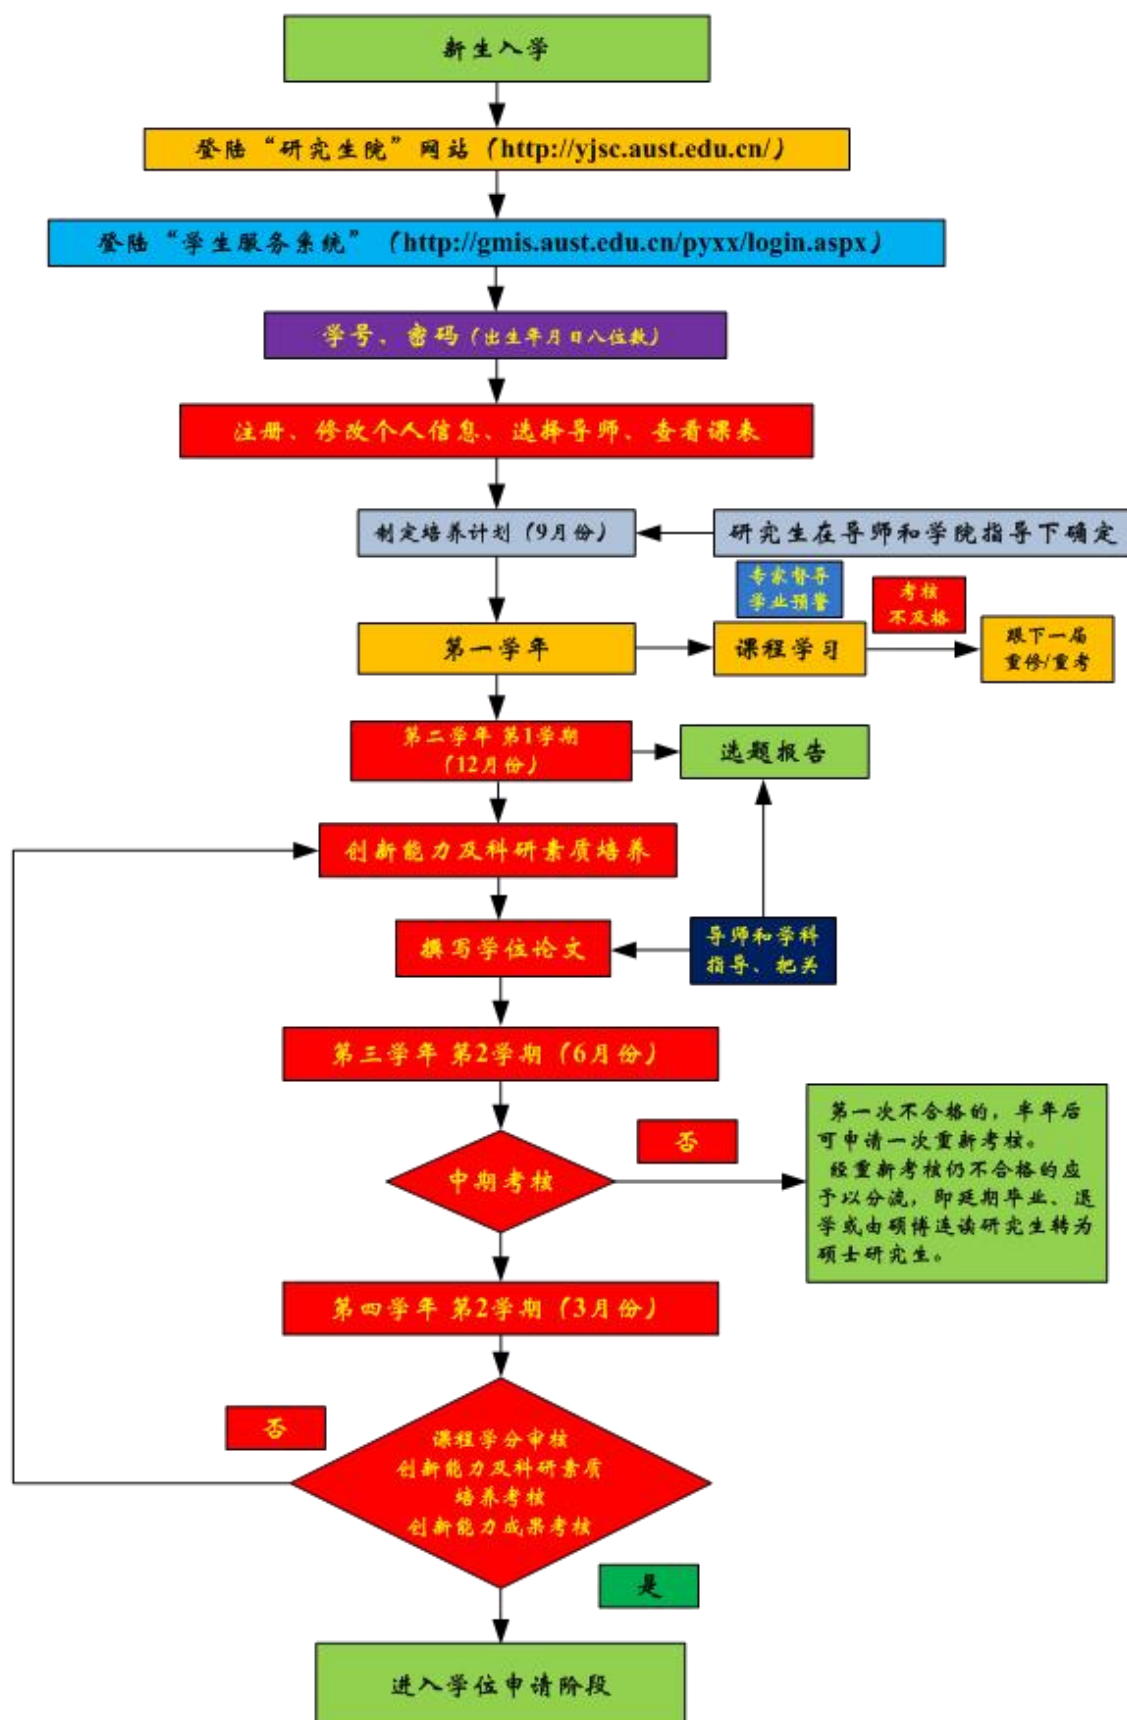 新生入学
登陆“研究生院”网站（http://yjsc.aust.edu.cn/）
登陆“学生服务系统”（http://gmis.aust.edu.cn/pyxx/login.aspx）
学号、密码（出生年月日八位数）
注册、修改个人信息、选择导师、查看课表
制定培养计划（9月份）
研究生在导师和学院指导下确定
专家督导
学业预警
考核
不及格
第一学年
课程学习
跟下一届
重修/重考
第二学年 第1学期
（12月份）
选题报告
创新能力及科研素质培养
撰写学位论文
导师和学科
指导、把关
第三学年 第2学期（6月份）
中期考核
否
第一次不合格的，半年后
可申请一次重新考核。
经重新考核仍不合格的应
予以分流，即延期毕业、退
学或由硕博连读研究生转为
硕士研究生。
第四学年 第2学期（3月份）
否
课程学分审核
创新能力及科研素质
培养考核
创新能力成果考核
是
进入学位申请阶段